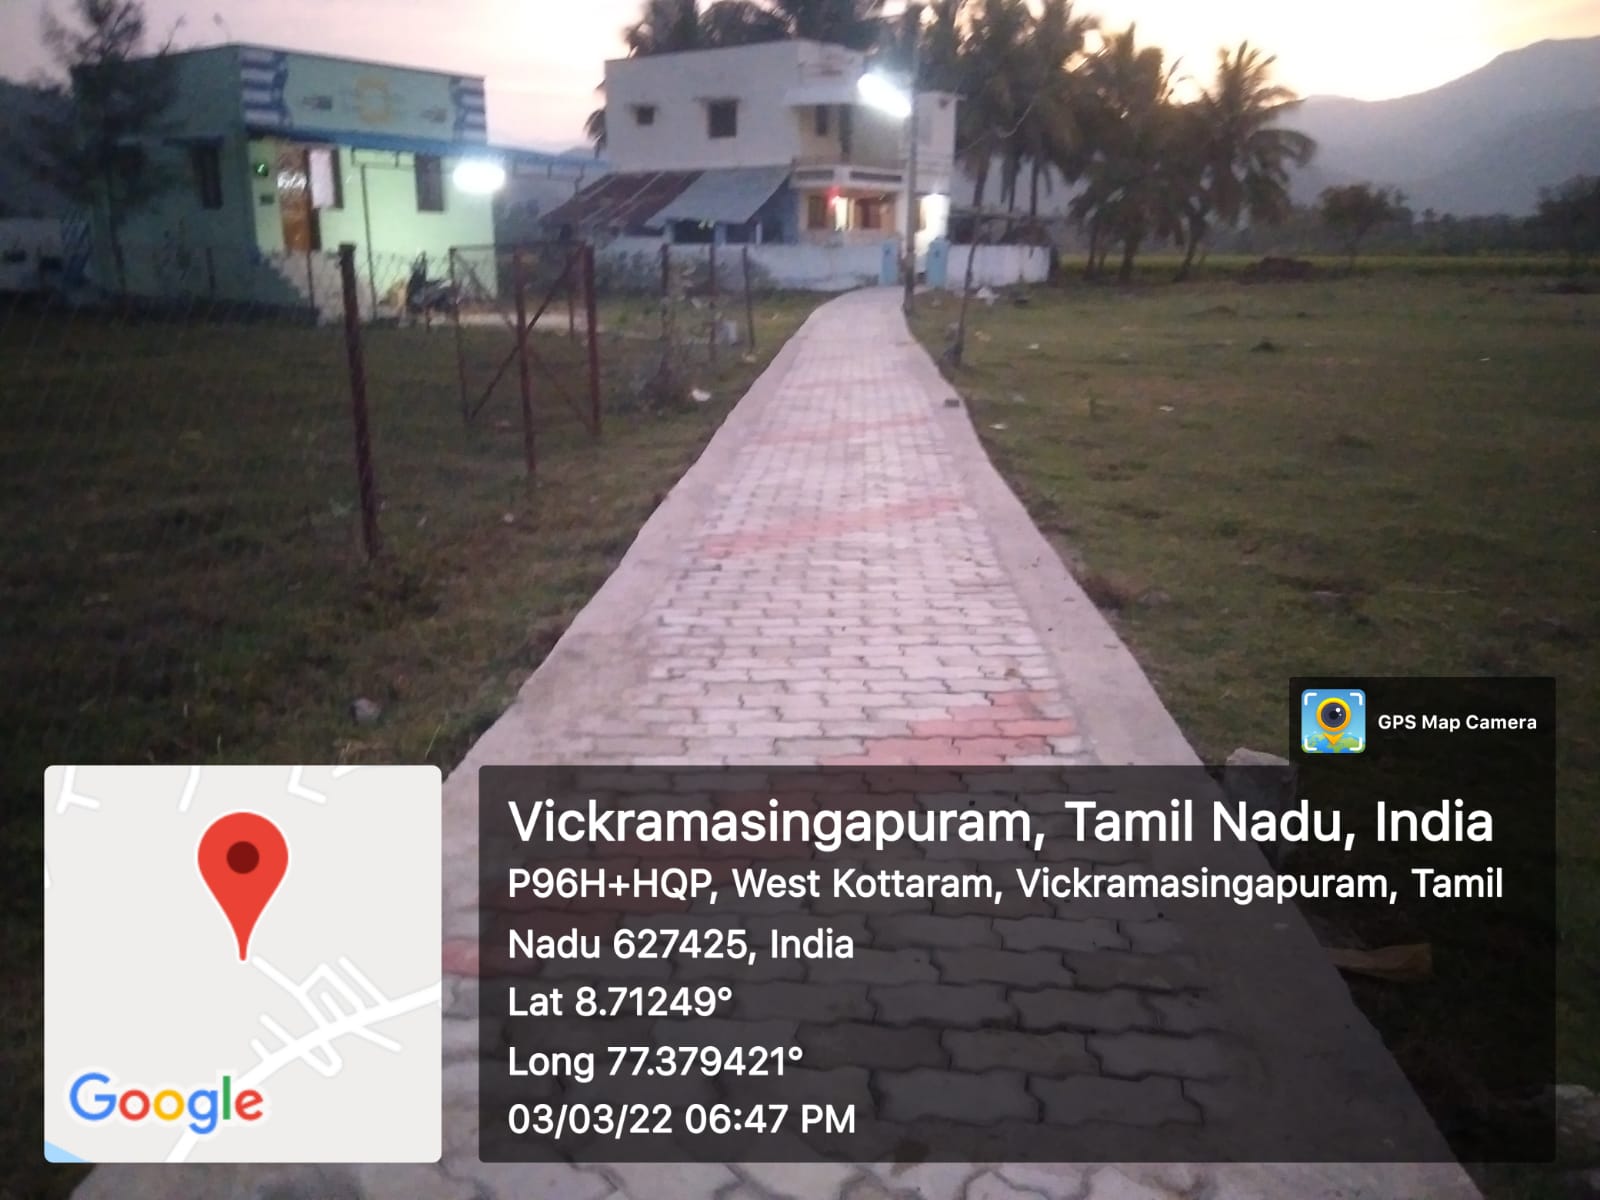 GPS Map Camera
Vickramasingapuram, Tamil Nadu, India
P96H+HQP, West Kottaram, Vickramasingapuram, Tamil
Nadu 627425, India
Lat 8.71249°
Long 77.379421°
03/03/22 06:47 PM
Google